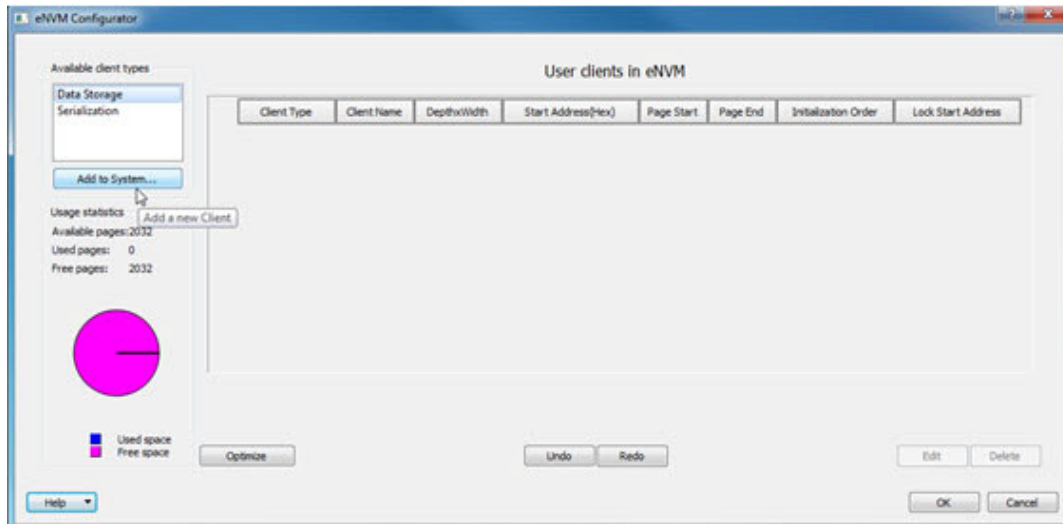 eNVM Configurator
Available client types
Data Storage
Serialization
Add to System...
Add a new Client
Usage statistics
Available pages: 2032
Used pages: 0
Free pages: 2032
Used space
Free space
User clients in eNVM
Client Type Client Name DepthxWidth Start Address(Hex) Page Start Page End Initialization Order Lock Start Address
Optimize Undo Redo Edit Delete
Help OK Cancel